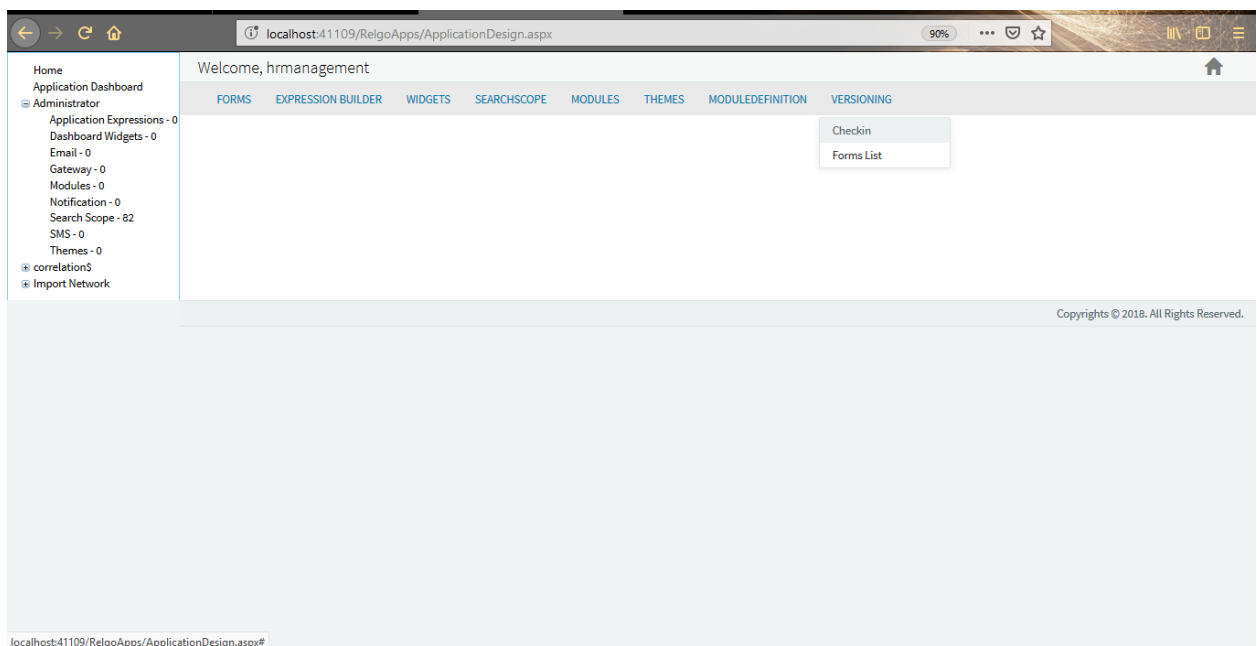 localhost:41109/RelgoApps/ApplicationDesign.aspx
90%
Welcome, hrmanagement
FORMS EXPRESSION BUILDER WIDGETS SEARCHSCOPE MODULES THEMES MODULEDEFINITION VERSIONING
Checkin
Forms List
Home
Application Dashboard
Administrator
Application Expressions - 0
Dashboard Widgets - 0
Email - 0
Gateway - 0
Modules - 0
Notification - 0
Search Scope - 82
SMS - 0
Themes - 0
correlation$
Import Network
Copyrights © 2018. All Rights Reserved.
localhost:41109/RelgoApps/ApplicationDesign.aspx#